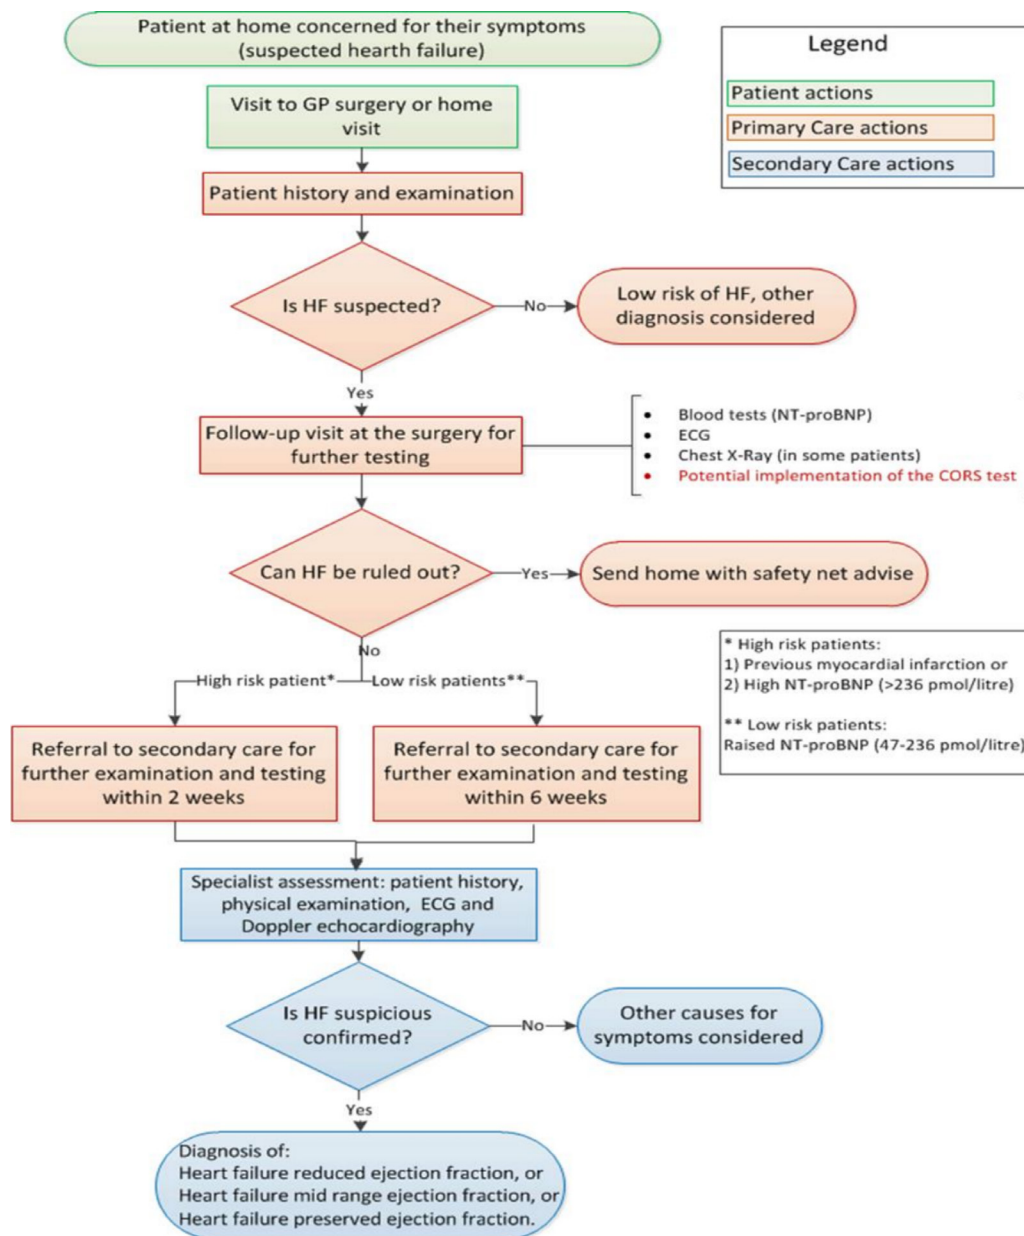 Patient at home concerned for their symptoms
(suspected hearth failure)
Legend
Patient actions
Primary Care actions
Secondary Care actions
Visit to GP surgery or home
visit
Patient history and examination
Is HF suspected?
No
Low risk of HF, other
diagnosis considered
Yes
Follow-up visit at the surgery for
further testing
• Blood tests (NT-proBNP)
• ECG
• Chest X-Ray (in some patients)
• Potential implementation of the CORS test
Can HF be ruled out?
Yes
Send home with safety net advise
No
High risk patient*
Low risk patients**
* High risk patients:
1) Previous myocardial infarction or
2) High NT-proBNP (>236 pmol/litre)
** Low risk patients:
Raised NT-proBNP (47-236 pmol/litre)
Referral to secondary care for
further examination and testing
within 2 weeks
Referral to secondary care for
further examination and testing
within 6 weeks
Specialist assessment: patient history,
physical examination, ECG and
Doppler echocardiography
Is HF suspicious
confirmed?
No
Other causes for
symptoms considered
Yes
Diagnosis of:
Heart failure reduced ejection fraction, or
Heart failure mid range ejection fraction, or
Heart failure preserved ejection fraction.